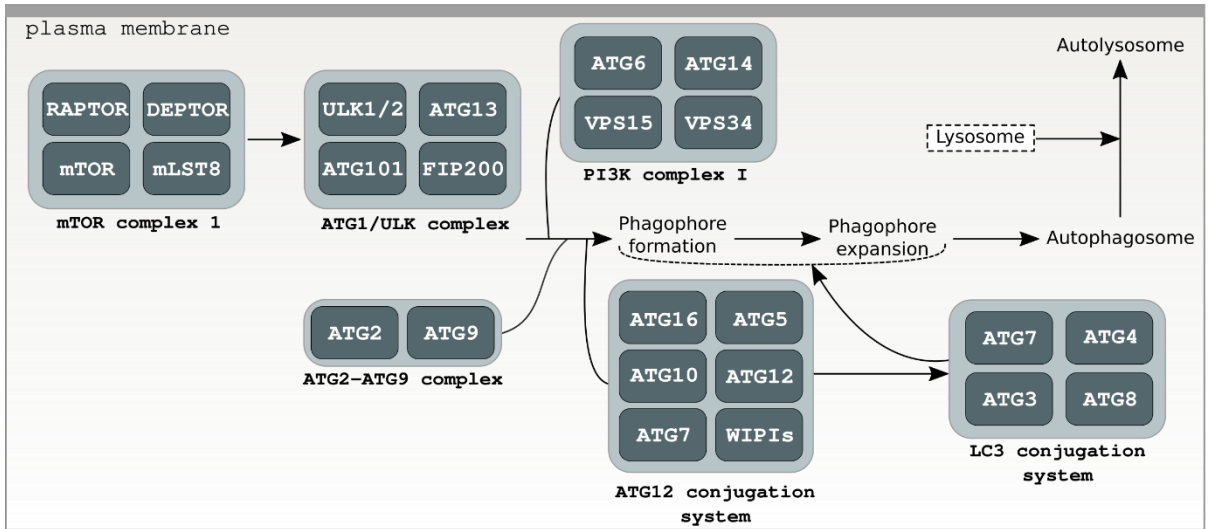 plasma membrane
RAPTOR DEPTOR
mTOR mLST8
mTOR complex 1
ULK1/2 ATG13
ATG101 FIP200
ATG1/ULK complex
ATG6 ATG14
VPS15 VPS34
PI3K complex I
Autolysosome
Lysosome
Phagophore
formation
Phagophore
expansion
Autophagosome
ATG2 ATG9
ATG2-ATG9 complex
ATG16 ATG5
ATG10 ATG12
ATG7 WIPIs
ATG12 conjugation
system
ATG7 ATG4
ATG3 ATG8
LC3 conjugation
system